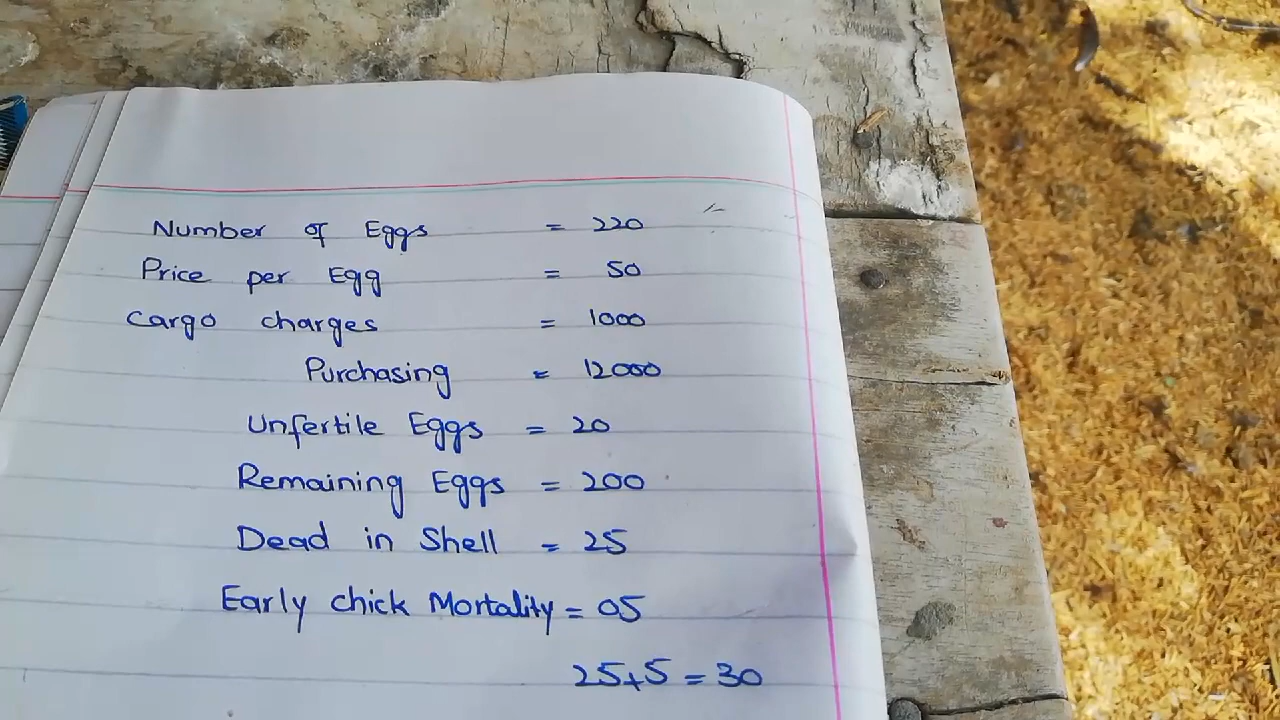 Number of Eggs = 220
Price per Egg = 50
Cargo charges = 1000
Purchasing = 12000
Unfertile Eggs = 20
Remaining Eggs = 200
Dead in Shell = 25
Early chick Mortality = 05
25+5 = 30